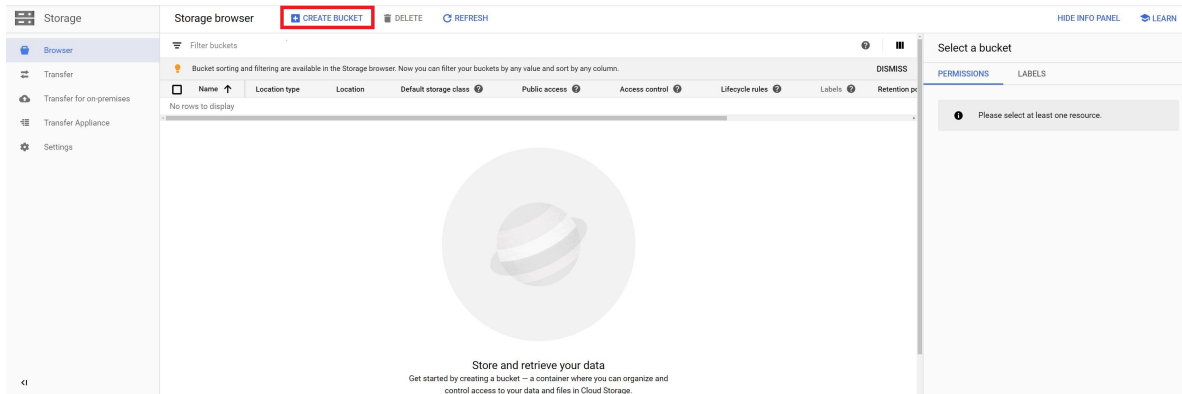 Storage
Storage browser
CREATE BUCKET
DELETE
REFRESH
HIDE INFO PANEL
LEARN
Browser
Transfer
Transfer for on-premises
Transfer Appliance
Settings
Filter buckets
Bucket sorting and filtering are available in the Storage browser. Now you can filter your buckets by any value and sort by any column.
DISMISS
Name Location type Location Default storage class Public access Access control Lifecycle rules Labels Retention po
No rows to display
Store and retrieve your data
Get started by creating a bucket — a container where you can organize and
control access to your data and files in Cloud Storage.
Select a bucket
PERMISSIONS LABELS
Please select at least one resource.